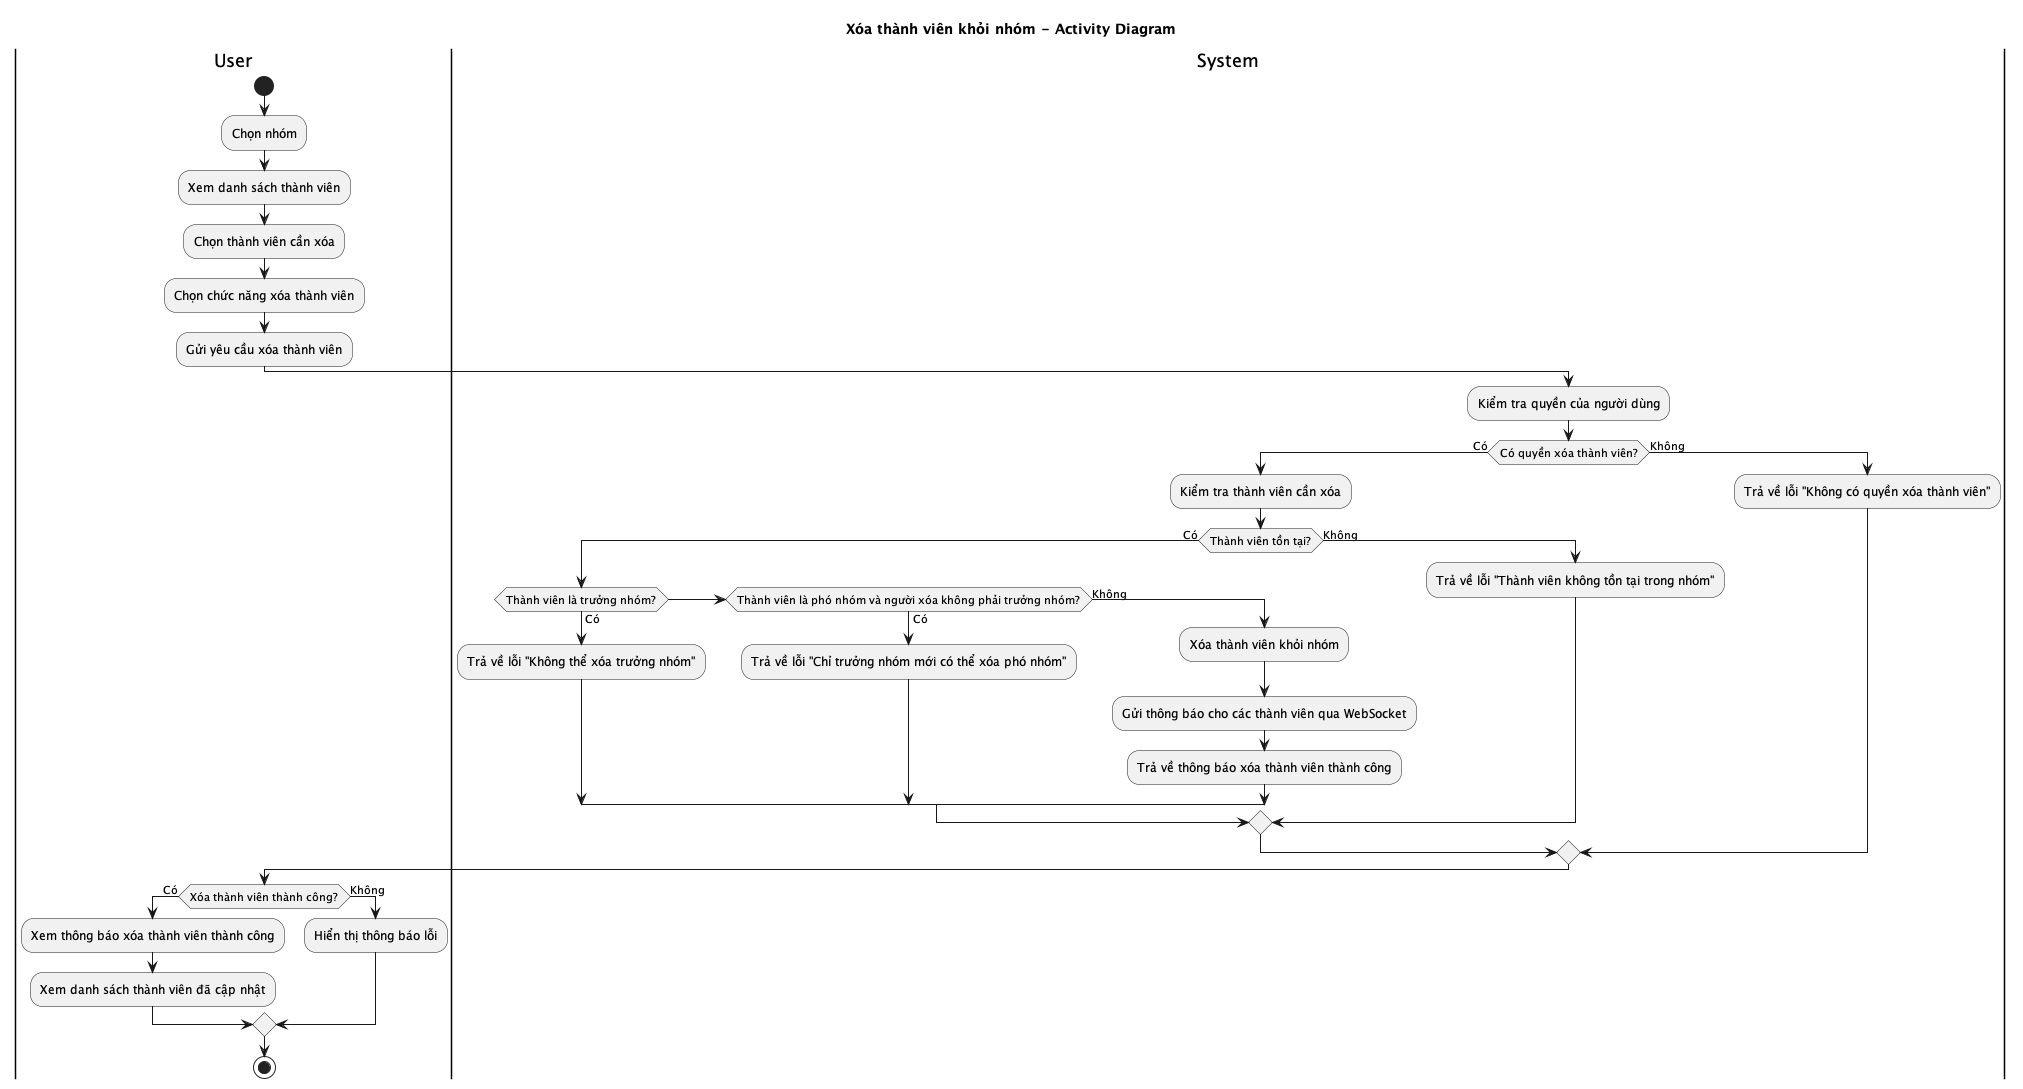 Xóa thành viên khỏi nhóm - Activity Diagram
User
System
Chọn nhóm
Xem danh sách thành viên
Chọn thành viên cần xóa
Chọn chức năng xóa thành viên
Gửi yêu cầu xóa thành viên
Kiểm tra quyền của người dùng
Có
Có quyền xóa thành viên?
Không
Kiểm tra thành viên cần xóa
Trả về lỗi "Không có quyền xóa thành viên"
Có
Thành viên tồn tại?
Không
Trả về lỗi "Thành viên không tồn tại trong nhóm"
Thành viên là trưởng nhóm?
Thành viên là phó nhóm và người xóa không phải trưởng nhóm?
Không
Có
Có
Xóa thành viên khỏi nhóm
Trả về lỗi "Không thể xóa trưởng nhóm"
Trả về lỗi "Chỉ trưởng nhóm mới có thể xóa phó nhóm"
Gửi thông báo cho các thành viên qua WebSocket
Trả về thông báo xóa thành viên thành công
Có
Xóa thành viên thành công?
Không
Xem thông báo xóa thành viên thành công
Hiển thị thông báo lỗi
Xem danh sách thành viên đã cập nhật